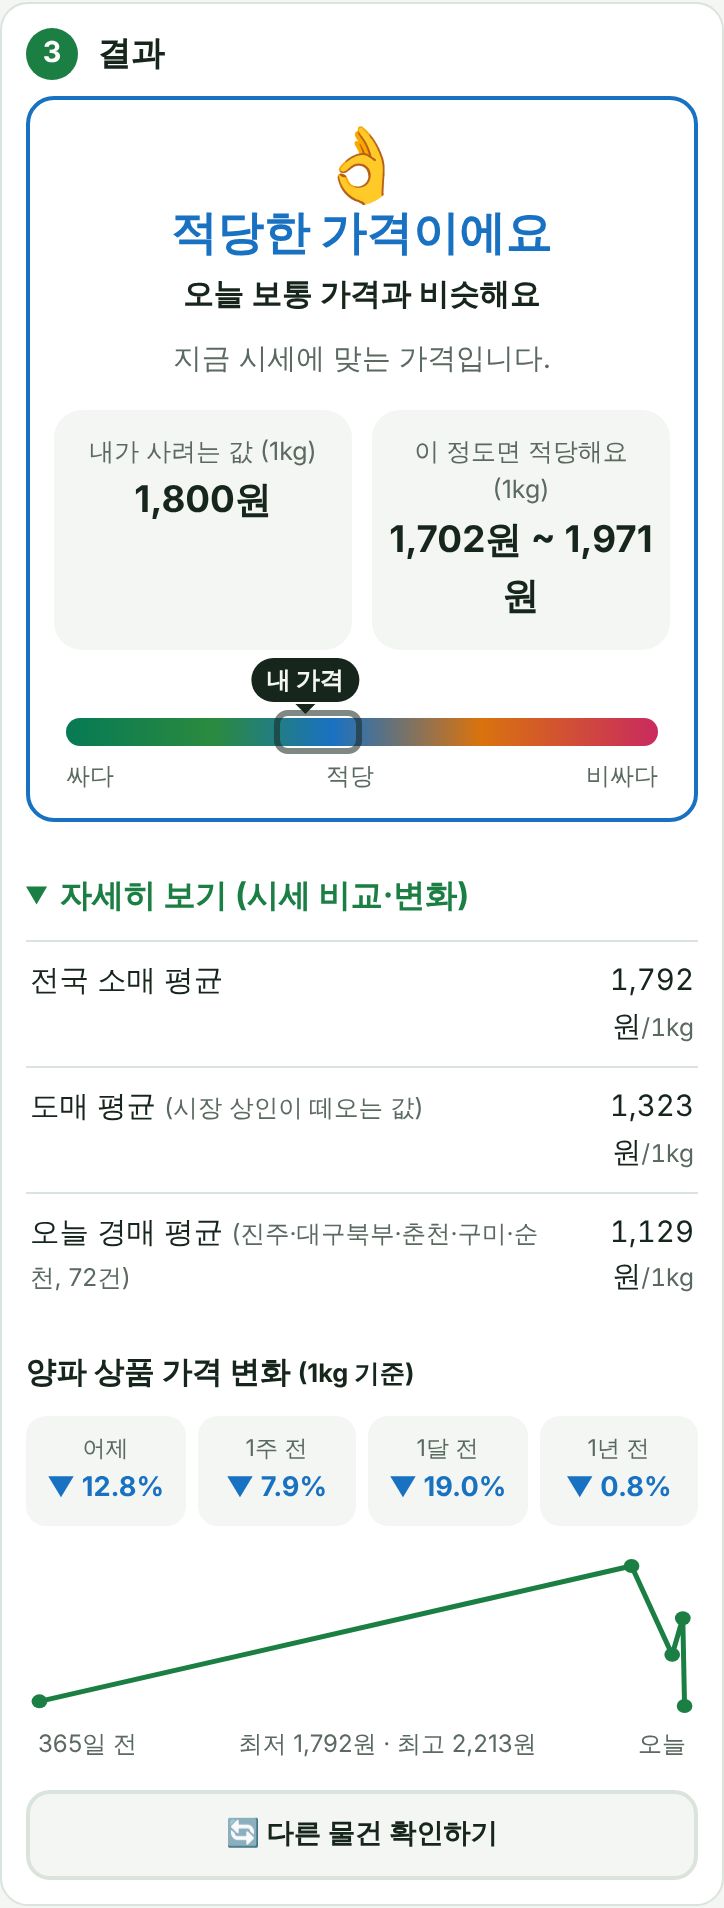 3 결과
👌
적당한 가격이에요
오늘 보통 가격과 비슷해요
지금 시세에 맞는 가격입니다.
내가 사려는 값 (1kg)
1,800원
이 정도면 적당해요
(1kg)
1,702원 ~ 1,971
원
내 가격
싸다 적당 비싸다
▼ 자세히 보기 (시세 비교·변화)
전국 소매 평균 1,792
원/1kg
도매 평균 (시장 상인이 떼오는 값) 1,323
원/1kg
오늘 경매 평균 (진주·대구북부·춘천·구미·순 1,129
천, 72건) 원/1kg
양파 상품 가격 변화 (1kg 기준)
어제 1주 전 1달 전 1년 전
▼ 12.8% ▼ 7.9% ▼ 19.0% ▼ 0.8%
365일 전 최저 1,792원 · 최고 2,213원 오늘
🔄 다른 물건 확인하기